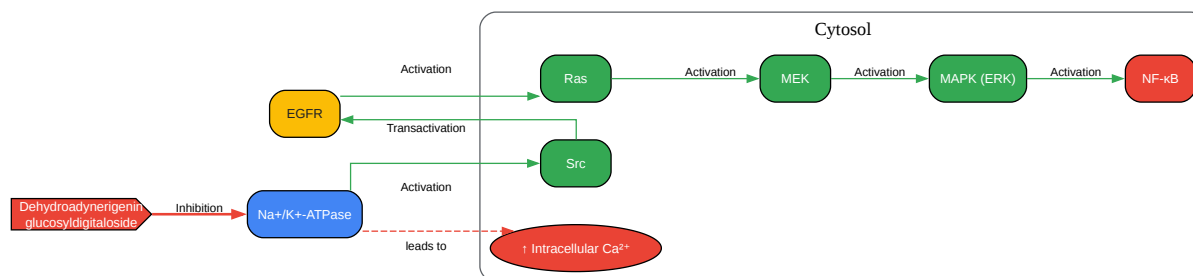 Cytosol
Activation
Ras
Activation
MEK
Activation
MAPK (ERK)
Activation
NF-κB
EGFR
Transactivation
Src
Activation
Dehydroadynerigenin
glucosyldigitaloside
Inhibition
Na+/K+-ATPase
leads to
↑ Intracellular Ca²⁺